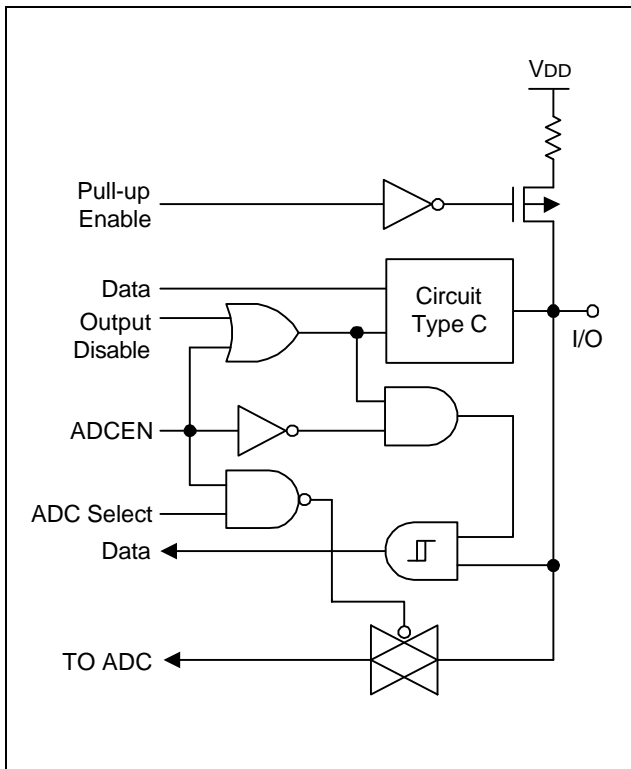 VDD
Pull-up
Enable
Data
Output
Disable
Circuit
Type C
I/O
ADCEN
ADC Select
Data
TO ADC